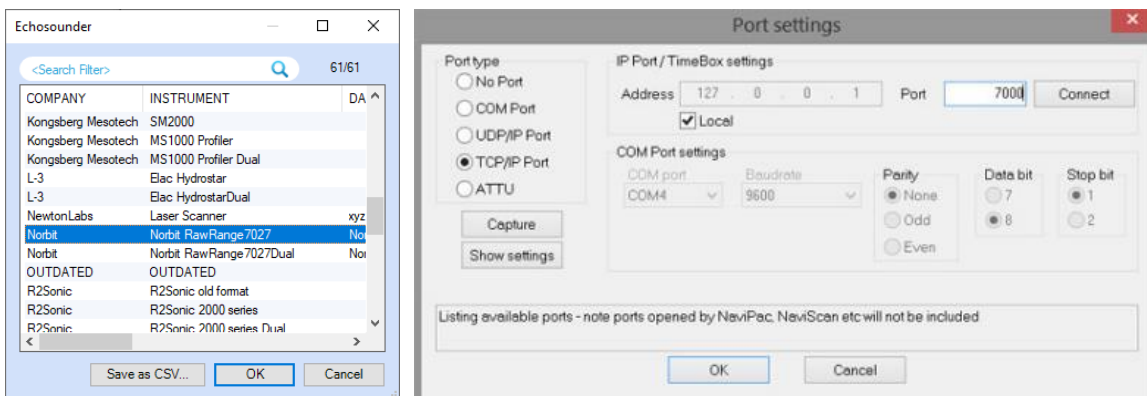 Echosounder
<Search Filter> 61/61
COMPANY INSTRUMENT DA
Kongsberg Mesotech SM2000
Kongsberg Mesotech MS1000 Profiler
Kongsberg Mesotech MS1000 Profiler Dual
L-3 Elac Hydrostar
L-3 Elac HydrostarDual
NewtonLabs Laser Scanner xyz
Norbit Norbit RawRange7027 Nor
Norbit Norbit RawRange7027Dual Nor
OUTDATED OUTDATED
R2Sonic R2Sonic old format
R2Sonic R2Sonic 2000 series
R2Sonic R2Sonic 2000 series Dual
Save as CSV... OK Cancel
Port settings
Port type
No Port
COM Port
UDP/IP Port
TCP/IP Port
ATTU
Capture
Show settings
IP Port / TimeBox settings
Address 127 . 0 . 0 . 1 Port 7000 Connect
Local
COM Port settings
COM port Baudrate Parity Data bit Stop bit
COM4 9600 None 7 1
Odd 8 2
Even
Listing available ports - note ports opened by NaviPac, NaviScan etc will not be included
OK Cancel